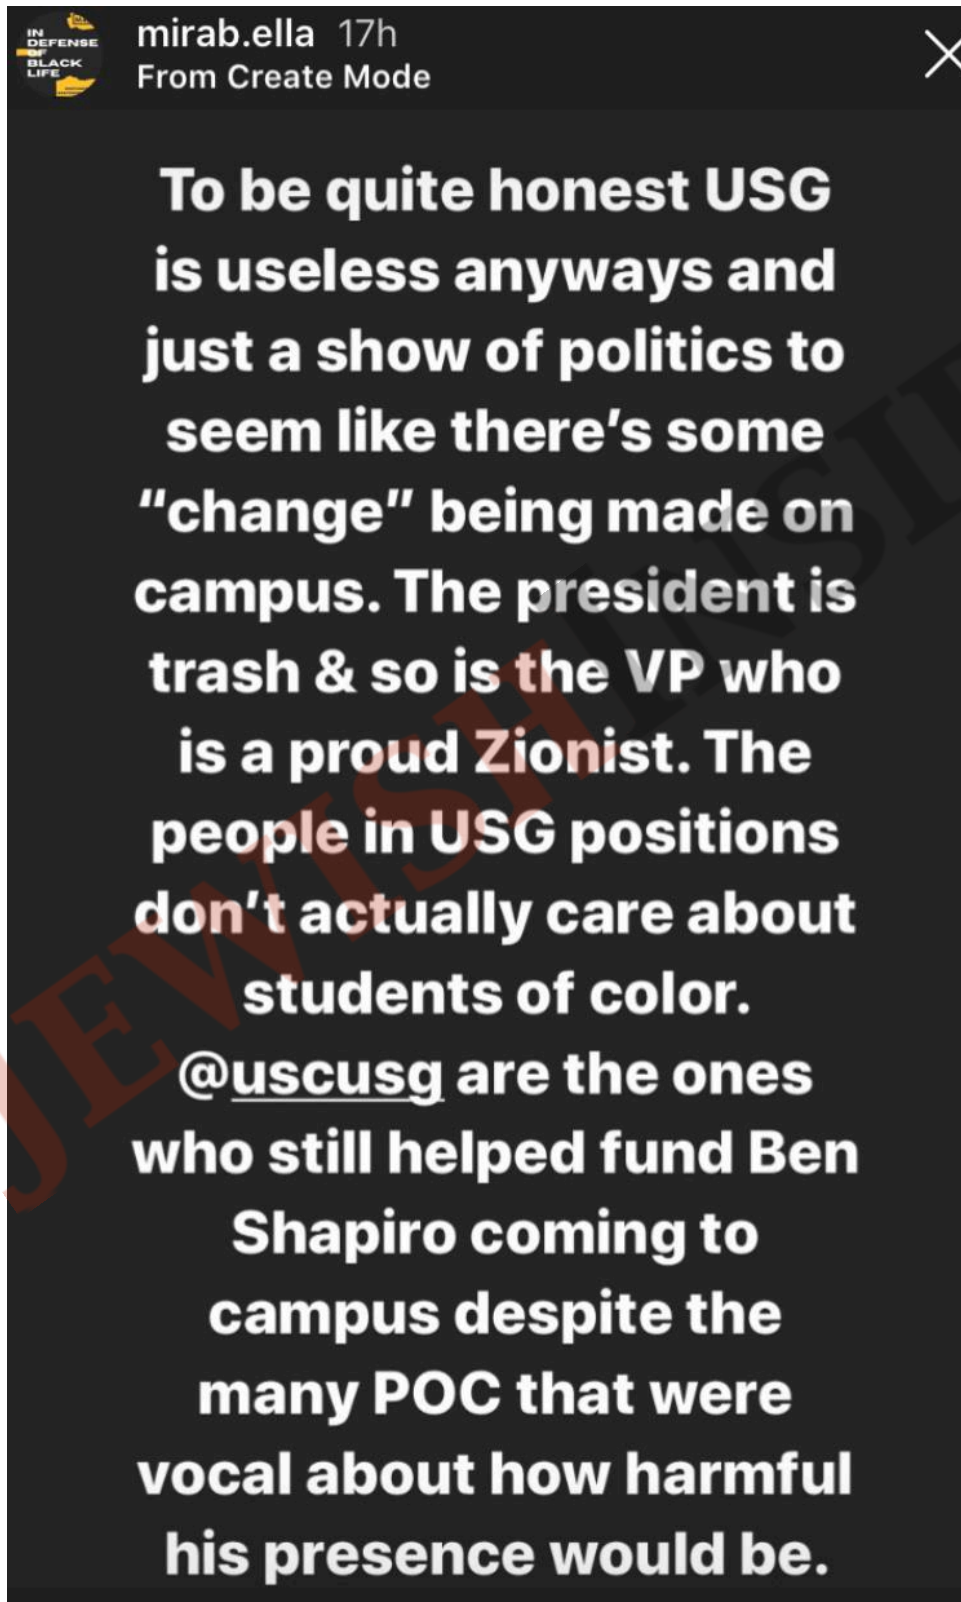 IN
DEFENSE
OF
BLACK
LIFE
mirab.ella 17h
From Create Mode
To be quite honest USG
is useless anyways and
just a show of politics to
seem like there’s some
“change” being made on
campus. The president is
trash & so is the VP who
is a proud Zionist. The
people in USG positions
don’t actually care about
students of color.
@uscusg are the ones
who still helped fund Ben
Shapiro coming to
campus despite the
many POC that were
vocal about how harmful
his presence would be.
JEWISH INSID